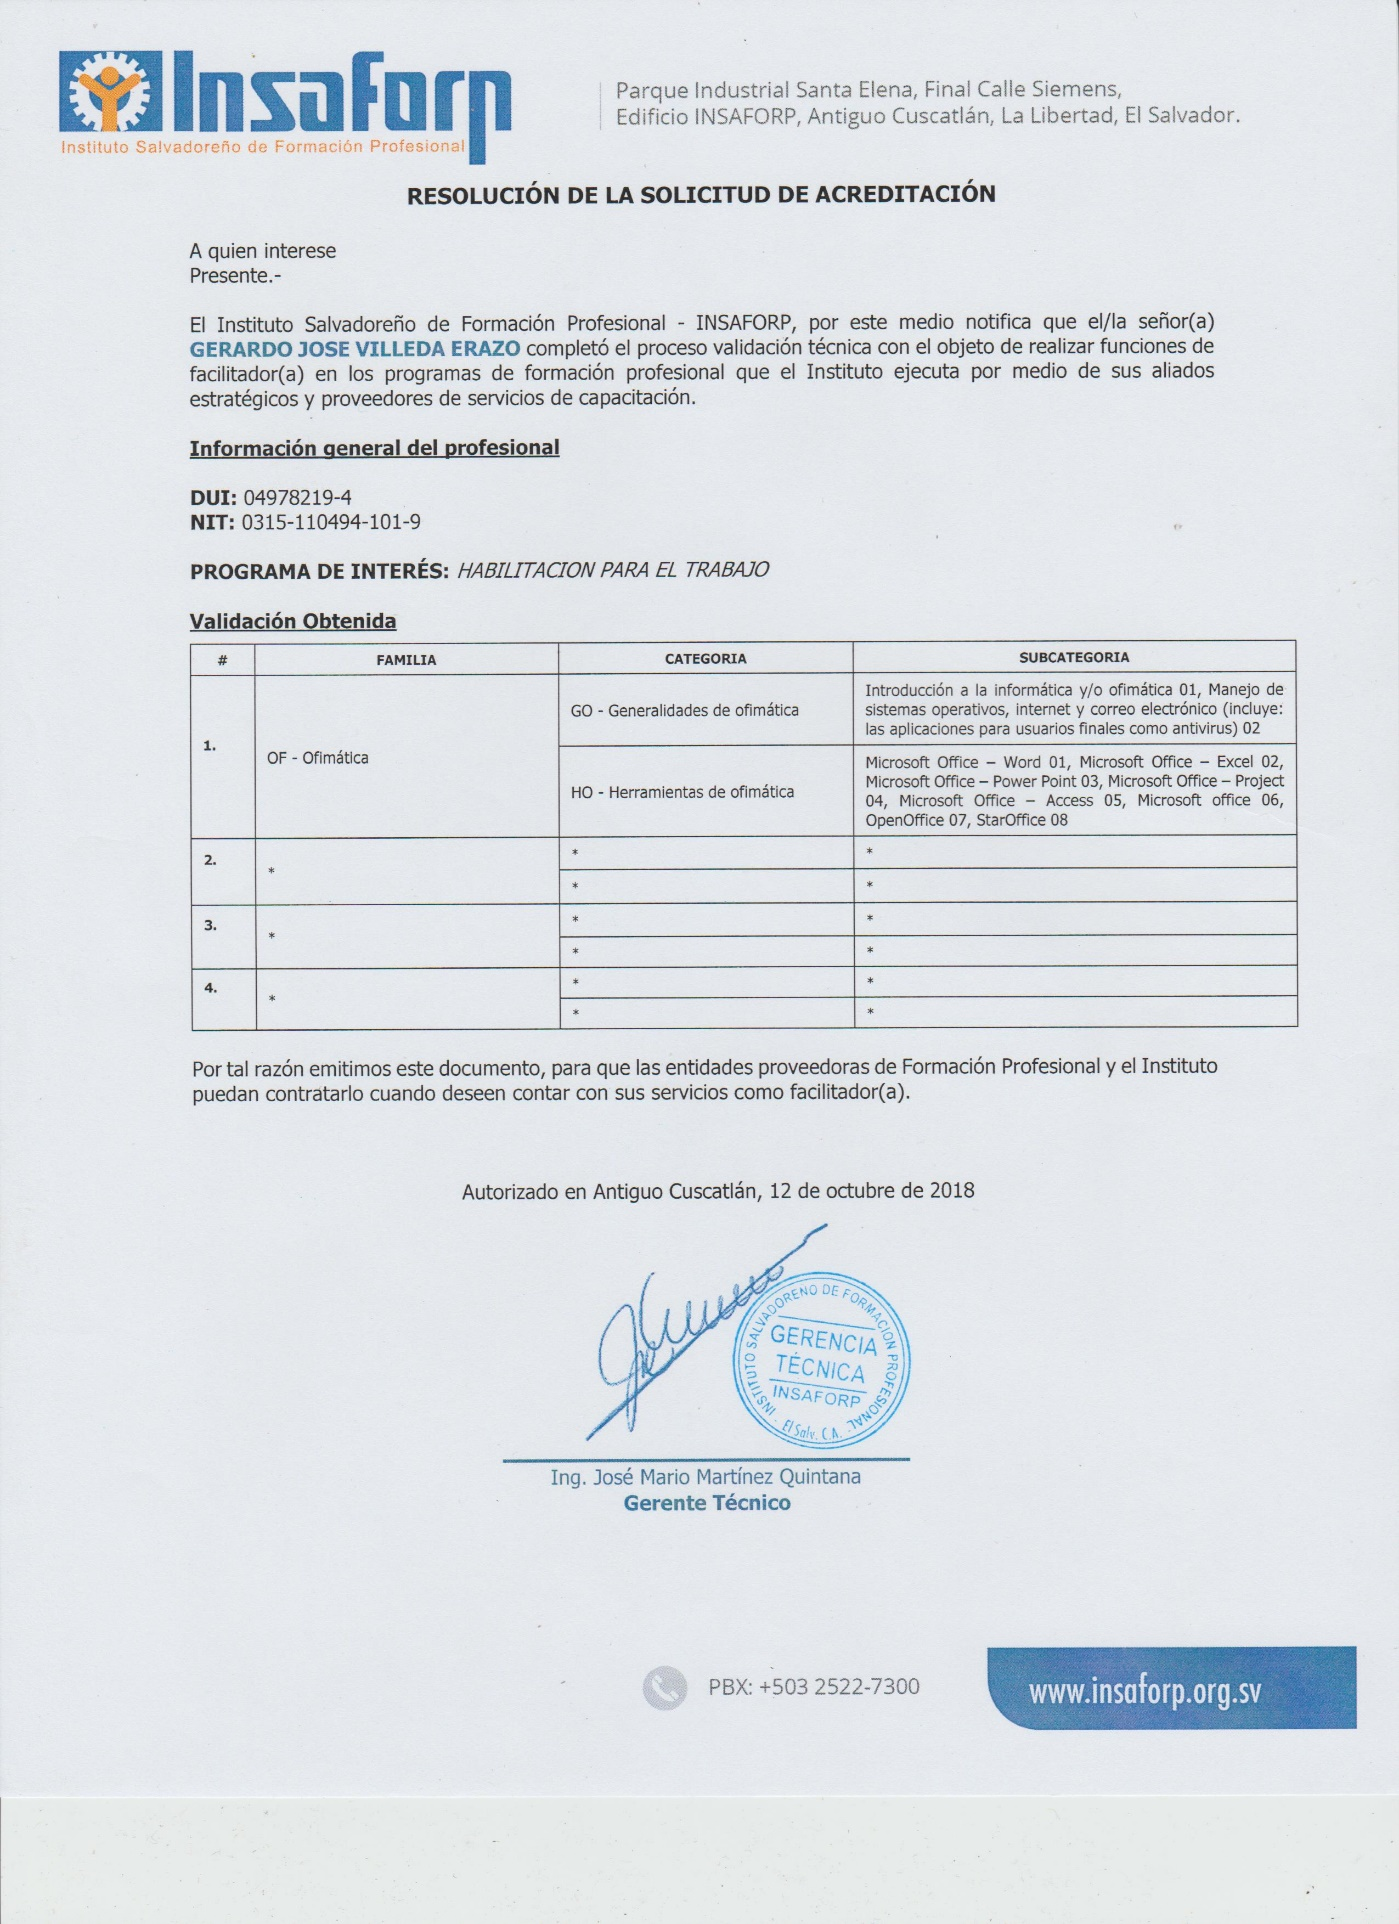 Insaforp
Instituto Salvadoreño de Formación Profesional
Parque Industrial Santa Elena, Final Calle Siemens,
Edificio INSAFORP, Antiguo Cuscatlán, La Libertad, El Salvador.
RESOLUCIÓN DE LA SOLICITUD DE ACREDITACIÓN
A quien interese
Presente.-
El Instituto Salvadoreño de Formación Profesional - INSAFORP, por este medio notifica que el/la señor(a)
GERARDO JOSE VILLEDA ERAZO completó el proceso validación técnica con el objeto de realizar funciones de
facilitador(a) en los programas de formación profesional que el Instituto ejecuta por medio de sus aliados
estratégicos y proveedores de servicios de capacitación.
Información general del profesional
DUI: 04978219-4
NIT: 0315-110494-101-9
PROGRAMA DE INTERÉS: HABILITACION PARA EL TRABAJO
Validación Obtenida
# FAMILIA CATEGORIA SUBCATEGORIA
1. OF - Ofimática
GO - Generalidades de ofimática
Introducción a la informática y/o ofimática 01, Manejo de
sistemas operativos, internet y correo electrónico (incluye:
las aplicaciones para usuarios finales como antivirus) 02
HO - Herramientas de ofimática
Microsoft Office – Word 01, Microsoft Office – Excel 02,
Microsoft Office – Power Point 03, Microsoft Office – Project
04, Microsoft Office – Access 05, Microsoft office 06,
OpenOffice 07, StarOffice 08
2. * * *
* *
3. * * *
* *
4. * * *
* *
Por tal razón emitimos este documento, para que las entidades proveedoras de Formación Profesional y el Instituto
puedan contratarlo cuando deseen contar con sus servicios como facilitador(a).
Autorizado en Antiguo Cuscatlán, 12 de octubre de 2018
INSTITUTO SALVADOREÑO DE FORMACION PROFESIONAL
GERENCIA
TÉCNICA
INSAFORP
El Salv. C.A.
Ing. José Mario Martínez Quintana
Gerente Técnico
PBX: +503 2522-7300
www.insaforp.org.sv